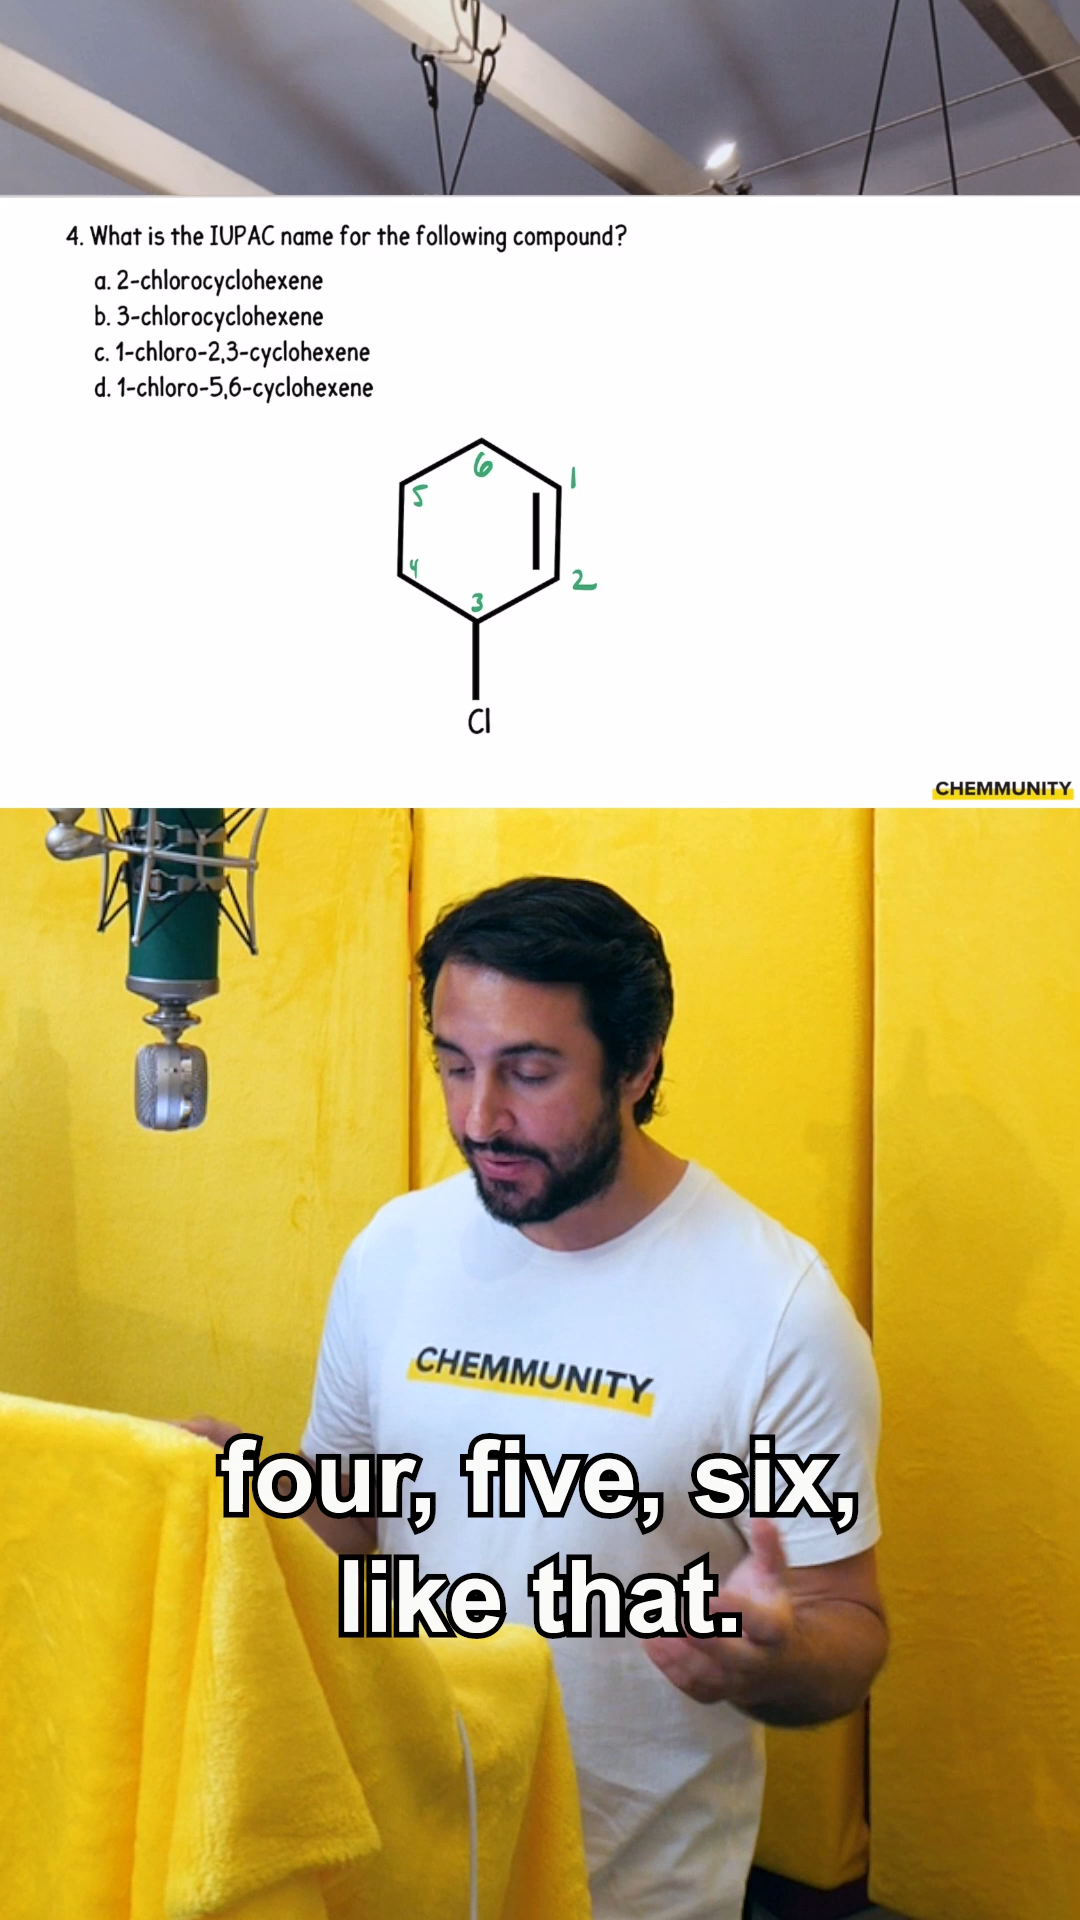 4. What is the IUPAC name for the following compound?
a. 2-chlorocyclohexene
b. 3-chlorocyclohexene
c. 1-chloro-2,3-cyclohexene
d. 1-chloro-5,6-cyclohexene
6
1
5
4
2
3
Cl
CHEMMUNITY
CHEMMUNITY
four, five, six,
like that.